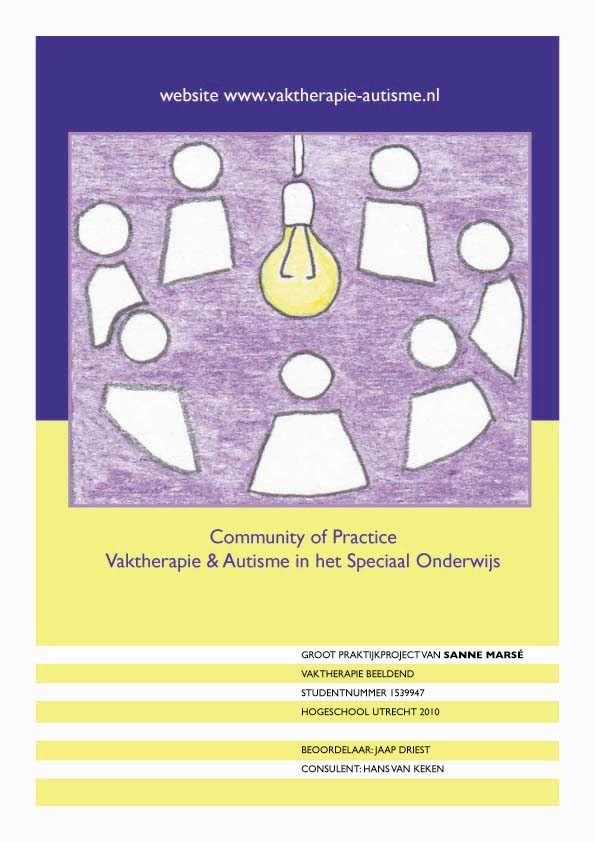 website www.vaktherapie-autisme.nl
Community of Practice
Vaktherapie & Autisme in het Speciaal Onderwijs
GROOT PRAKTIJKPROJECT VAN SANNE MARSÉ
VAKTHERAPIE BEELDEND
STUDENTNUMMER 1539947
HOGESCHOOL UTRECHT 2010
BEOORDELAAR: JAAP DRIEST
CONSULENT: HANS VAN KEKEN